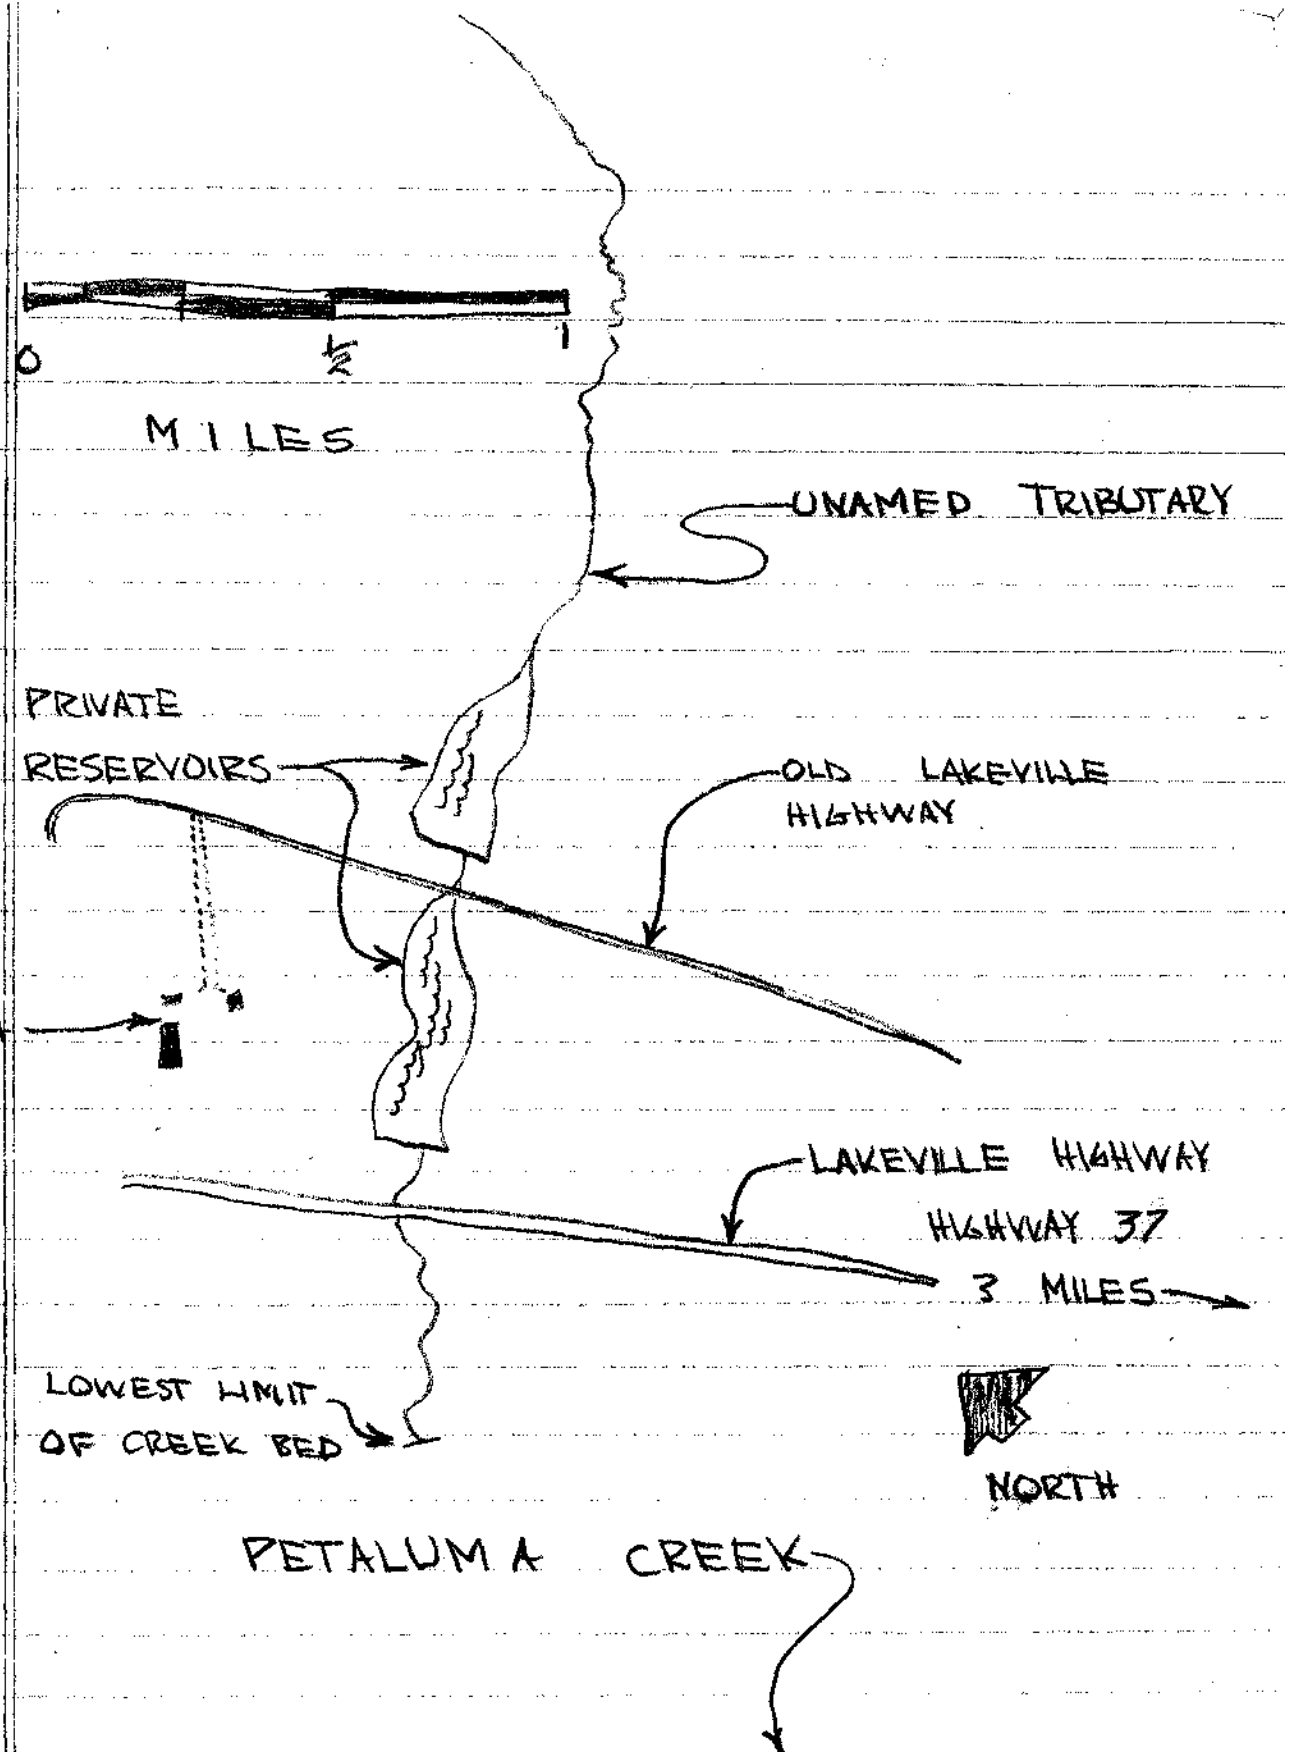 0 ½ 1
MILES
UNAMED TRIBUTARY
PRIVATE
RESERVOIRS
OLD LAKEVILLE
HIGHWAY
LAKEVILLE HIGHWAY
HIGHWAY 37
3 MILES
LOWEST LIMIT
OF CREEK BED
NORTH
PETALUMA CREEK